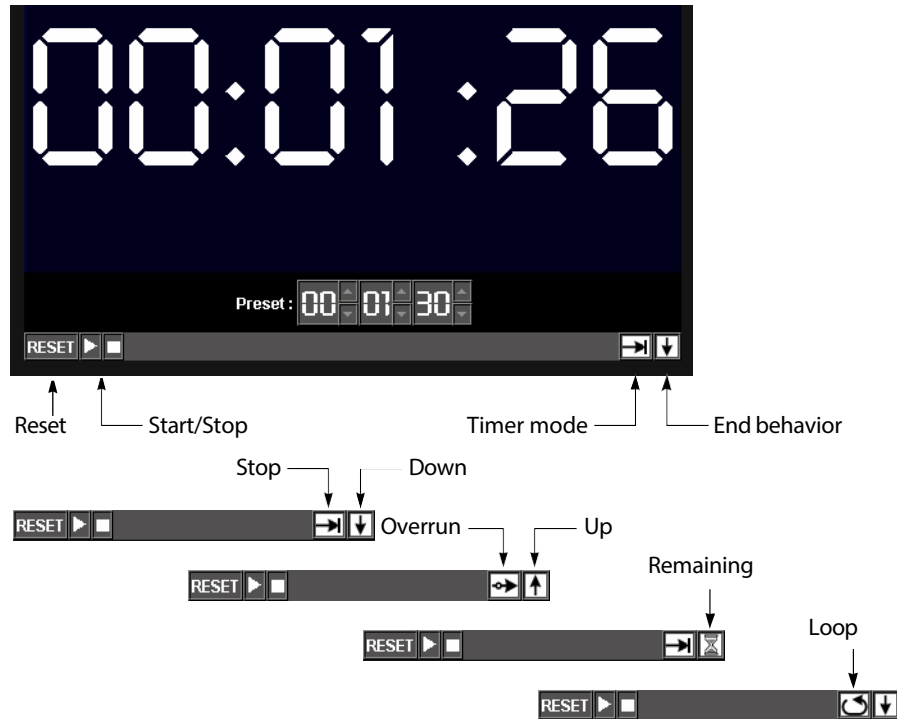 00:01:26
Preset: 00 01 30
RESET
Reset
Start/Stop
Timer mode
End behavior
Stop
Down
RESET
Overrun
Up
RESET
Remaining
RESET
Loop
RESET